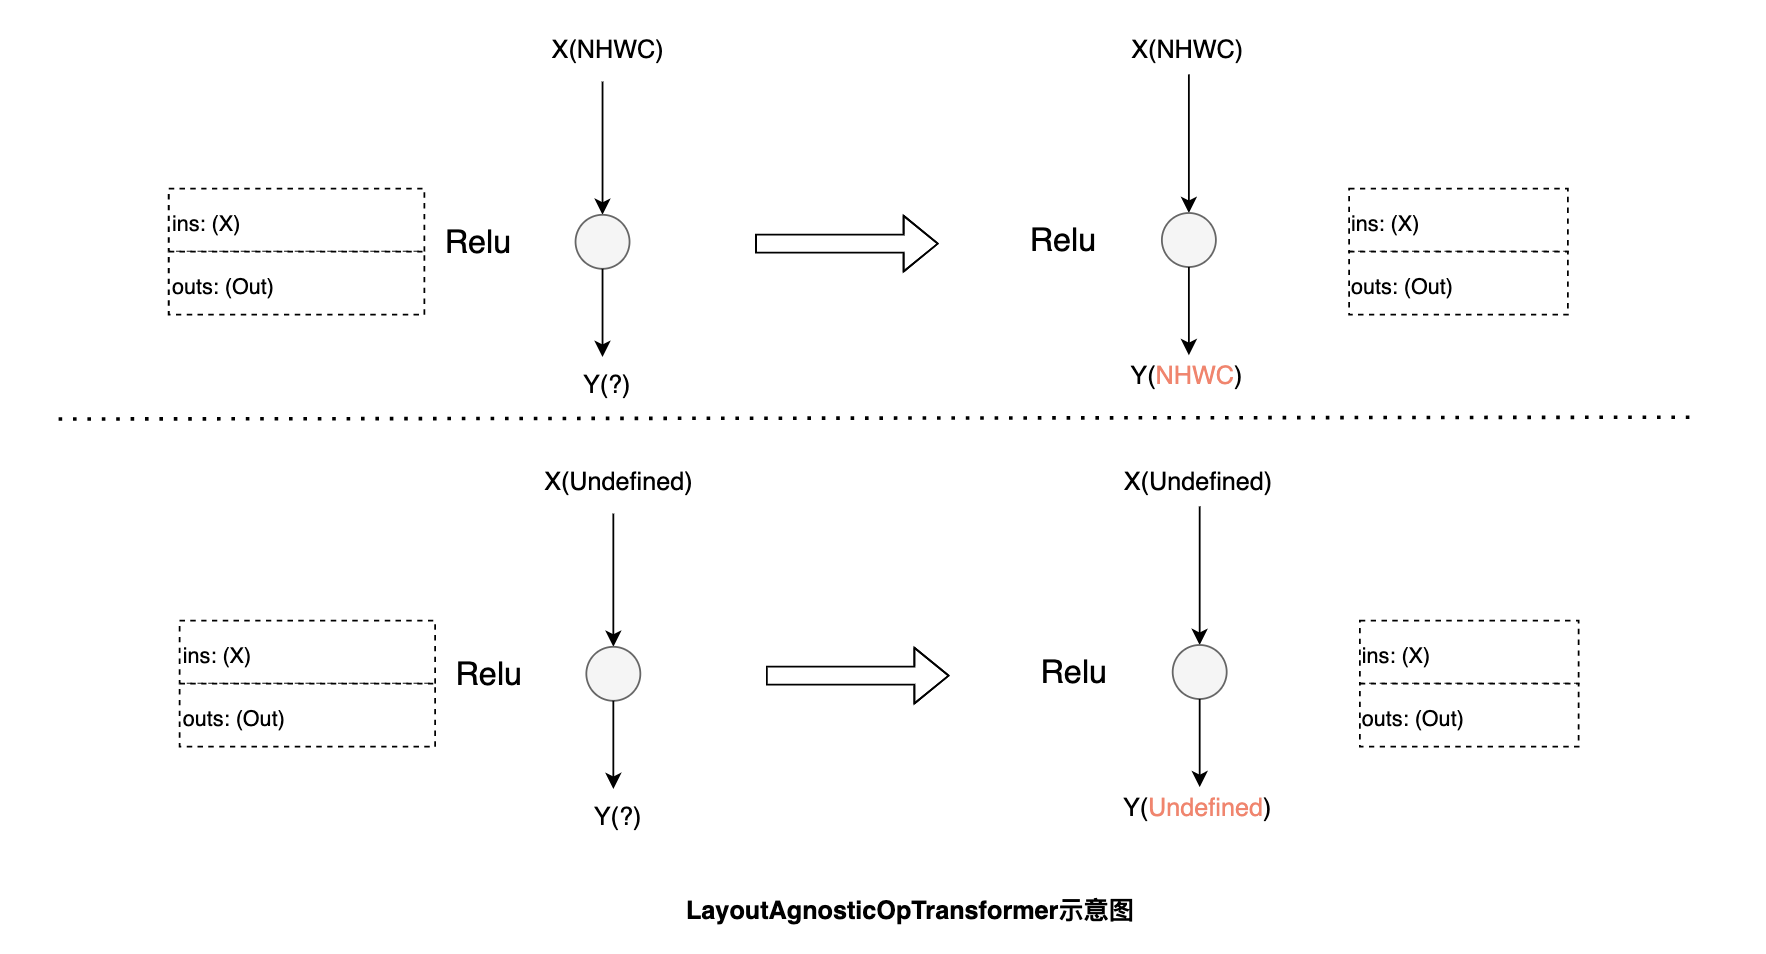 X(NHWC)
X(NHWC)
ins: (X)
outs: (Out)
Relu
Relu
ins: (X)
outs: (Out)
Y(?)
Y(NHWC)
X(Undefined)
X(Undefined)
ins: (X)
outs: (Out)
Relu
Relu
ins: (X)
outs: (Out)
Y(?)
Y(Undefined)
LayoutAgnosticOpTransformer示意图